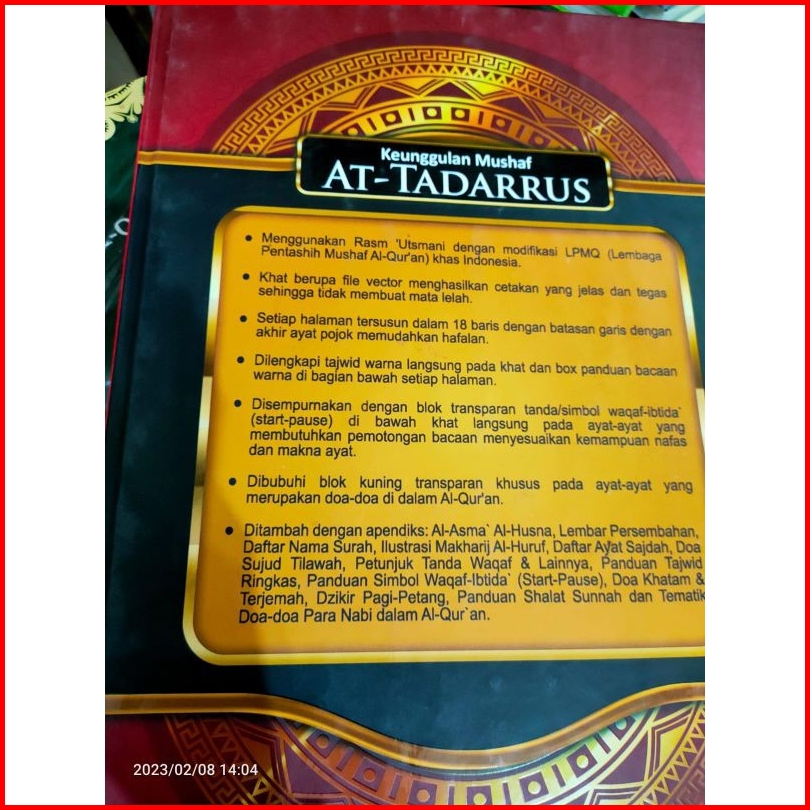 Keunggulan Mushaf
AT-TADARRUS
• Menggunakan Rasm 'Utsmani dengan modifikasi LPMQ (Lembaga
Pentashih Mushaf Al-Qur'an) khas Indonesia.
• Khat berupa file vector menghasilkan cetakan yang jelas dan tegas
sehingga tidak membuat mata lelah.
• Setiap halaman tersusun dalam 18 baris dengan batasan garis dengan
akhir ayat pojok memudahkan hafalan.
• Dilengkapi tajwid warna langsung pada khat dan box panduan bacaan
warna di bagian bawah setiap halaman.
• Disempurnakan dengan blok transparan tanda/simbol waqaf-ibtida`
(start-pause) di bawah khat langsung pada ayat-ayat yang
membutuhkan pemotongan bacaan menyesuaikan kemampuan nafas
dan makna ayat.
• Dibubuhi blok kuning transparan khusus pada ayat-ayat yang
merupakan doa-doa di dalam Al-Qur'an.
• Ditambah dengan apendiks: Al-Asma` Al-Husna, Lembar Persembahan,
Daftar Nama Surah, Ilustrasi Makharij Al-Huruf, Daftar Ayat Sajdah, Doa
Sujud Tilawah, Petunjuk Tanda Waqaf & Lainnya, Panduan Tajwid
Ringkas, Panduan Simbol Waqaf-Ibtida` (Start-Pause), Doa Khatam &
Terjemah, Dzikir Pagi-Petang, Panduan Shalat Sunnah dan Tematik
Doa-doa Para Nabi dalam Al-Qur`an.
2023/02/08 14:04